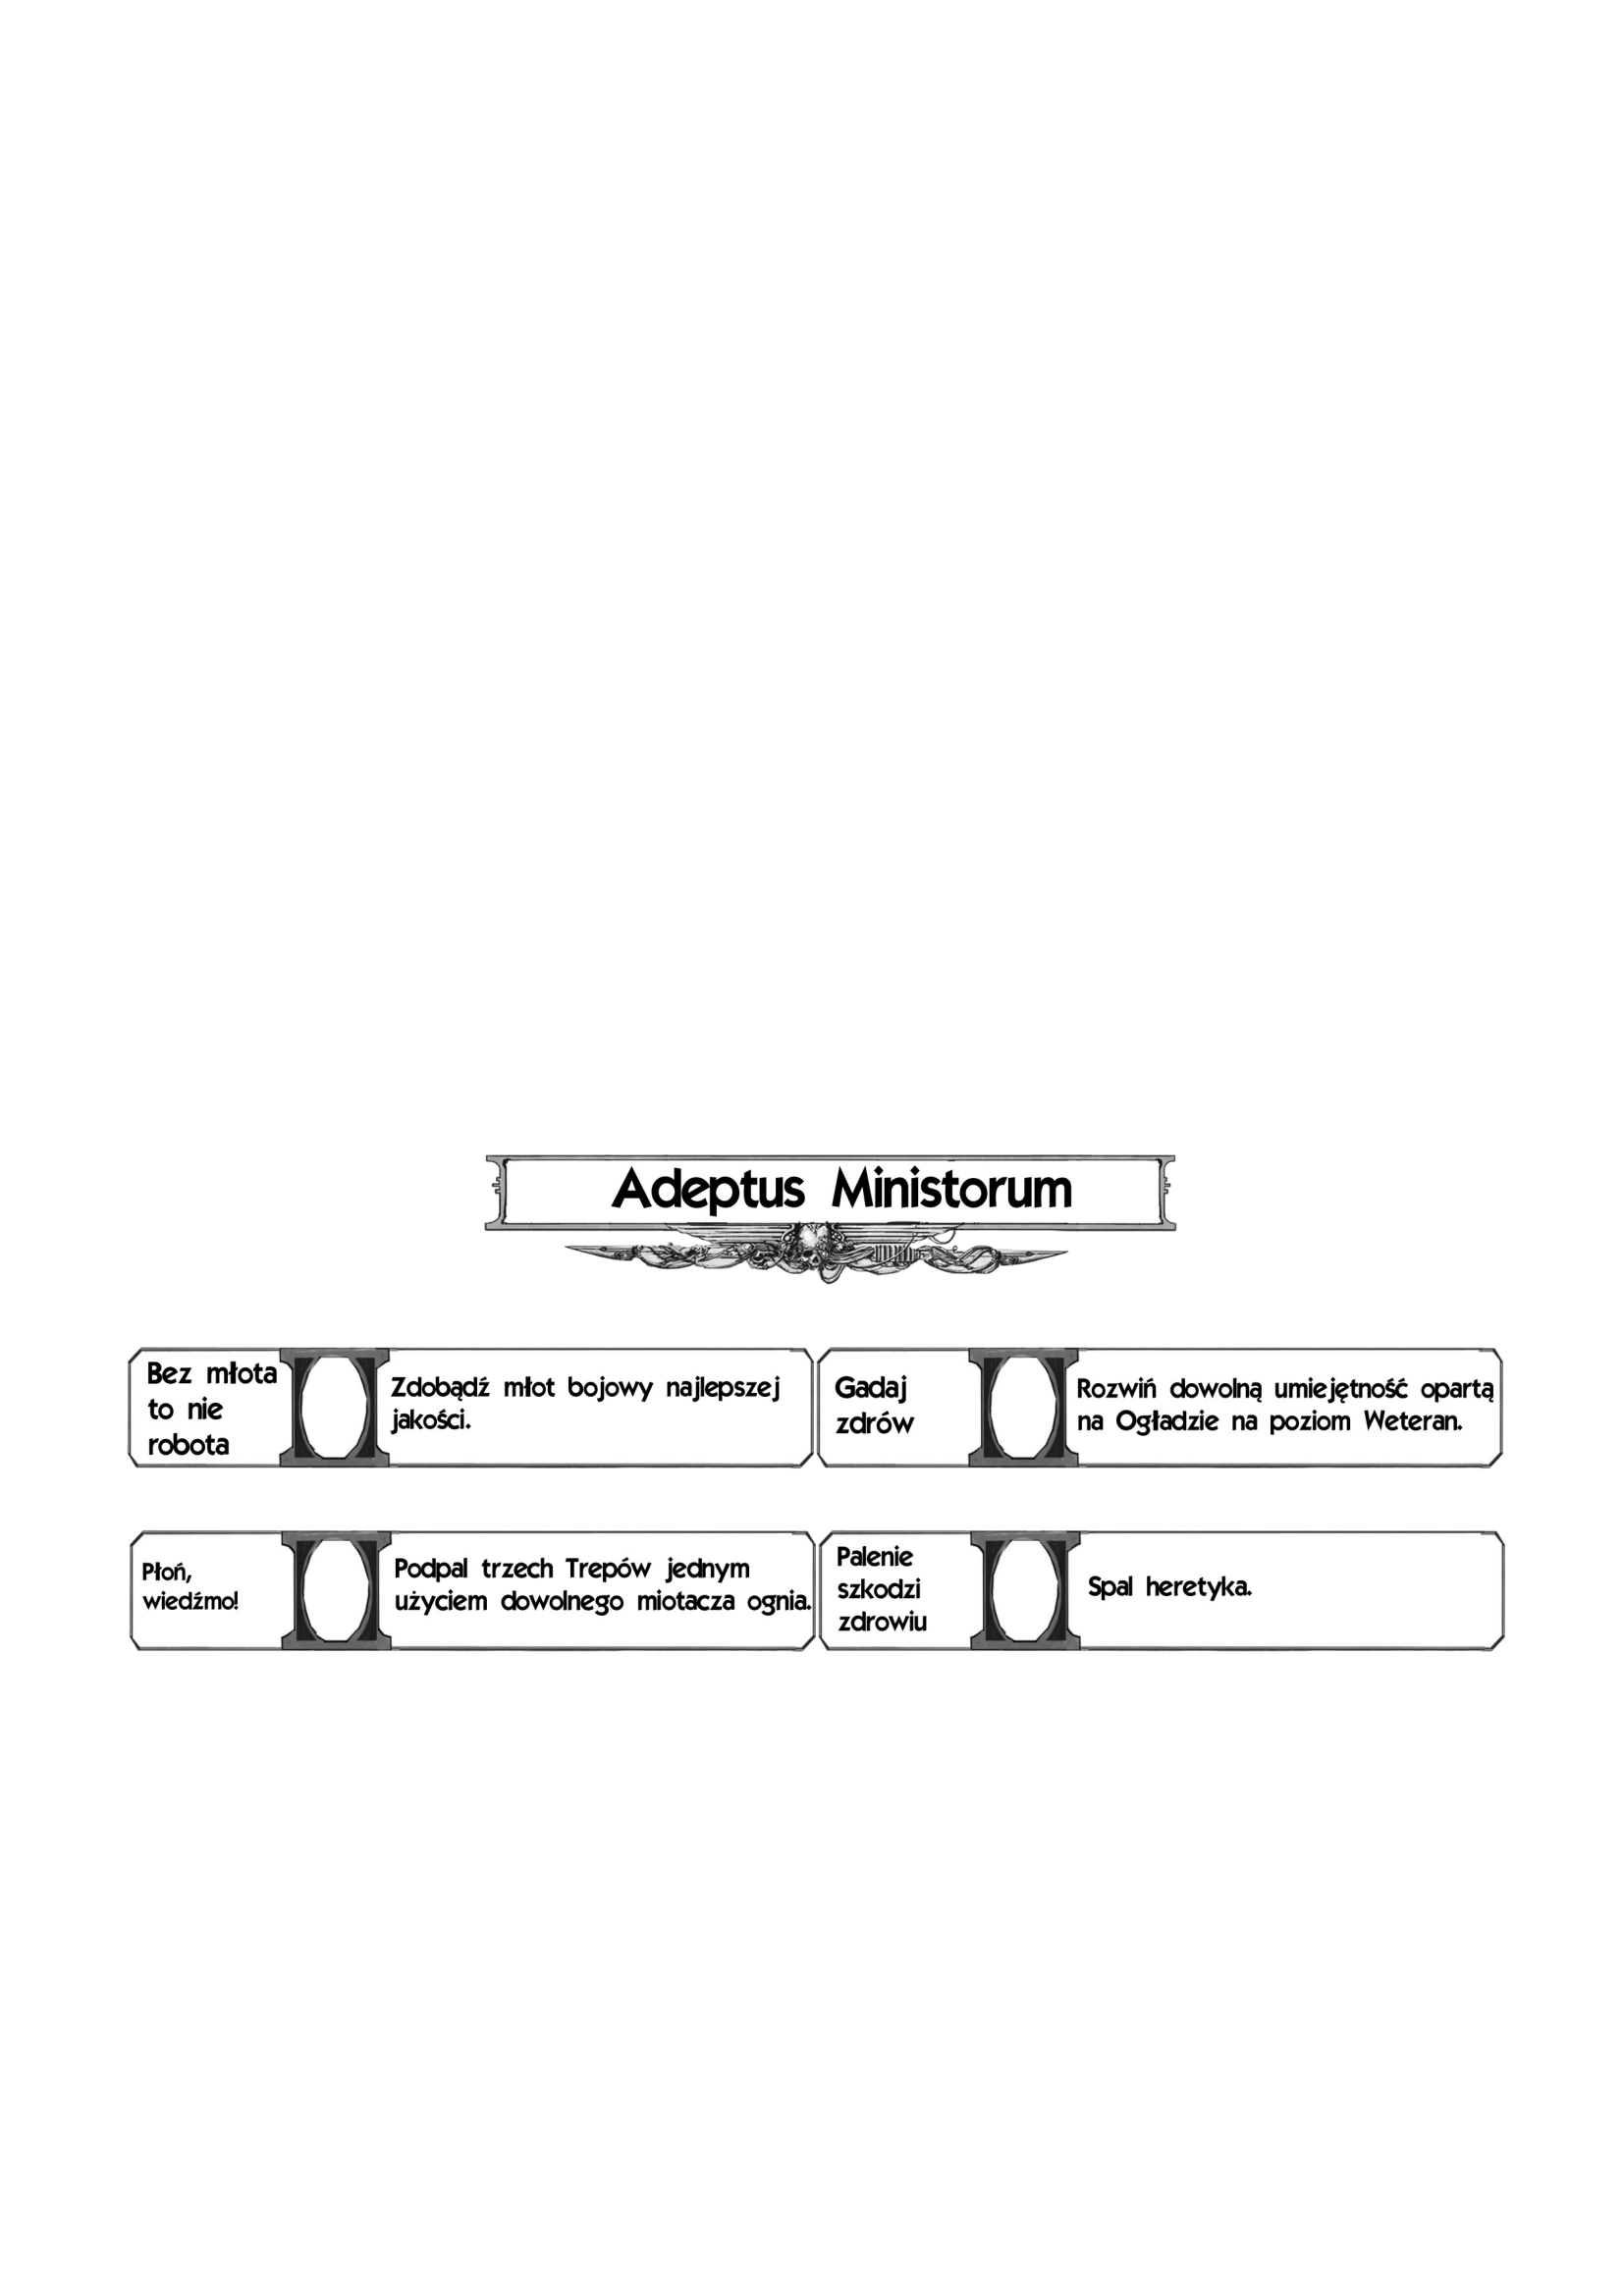 Adeptus Ministorum
Bez młota
to nie
robota
Zdobądź młot bojowy najlepszej
jakości.
Gadaj
zdrów
Rozwiń dowolną umiejętność opartą
na Ogładzie na poziom Weteran.
Płoń,
wiedźmo!
Podpal trzech Trepów jednym
użyciem dowolnego miotacza ognia.
Palenie
szkodzi
zdrowiu
Spal heretyka.